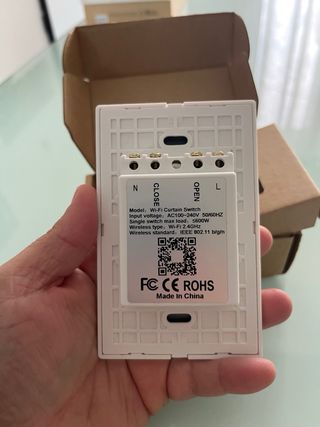 N CLOSE OPEN L
Model: Wi-Fi Curtain Switch
Input voltage: AC100-240V 50/60HZ
Single switch max load: ≤600W
Wireless type: Wi-Fi 2.4GHz
Wireless standard: IEEE 802.11 b/g/n
FC CE ROHS
Made In China